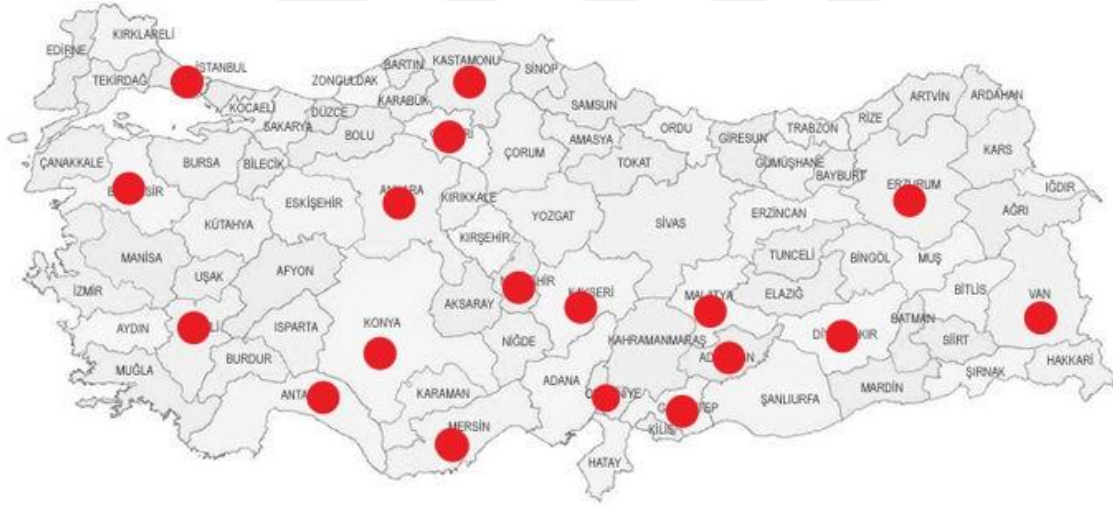 KIRKLARELİ
EDİRNE
TEKİRDAĞ
İSTANBUL
KOCAELİ
SAKARYA
DÜZCE
ZONGULDAK
BARTIN
KARABÜK
KASTAMONU
SİNOP
SAMSUN
ORDU
GİRESUN
TRABZON
RİZE
ARTVİN
ARDAHAN
KARS
IĞDIR
AĞRI
ERZURUM
BAYBURT
GÜMÜŞHANE
TOKAT
AMASYA
ÇORUM
BOLU
BİLECİK
BURSA
ÇANAKKALE
KÜTAHYA
ESKİŞEHİR
KIRIKKALE
YOZGAT
SİVAS
ERZİNCAN
TUNCELİ
BİNGÖL
MUŞ
BİTLİS
VAN
HAKKARİ
ŞIRNAK
SİİRT
BATMAN
MARDİN
ELAZIĞ
MALATYA
KAHRAMANMARAŞ
KIRŞEHİR
AKSARAY
NİĞDE
KONYA
AFYON
UŞAK
MANİSA
İZMİR
AYDIN
MUĞLA
BURDUR
ISPARTA
KARAMAN
MERSİN
ADANA
HATAY
KİLİS
ŞANLIURFA